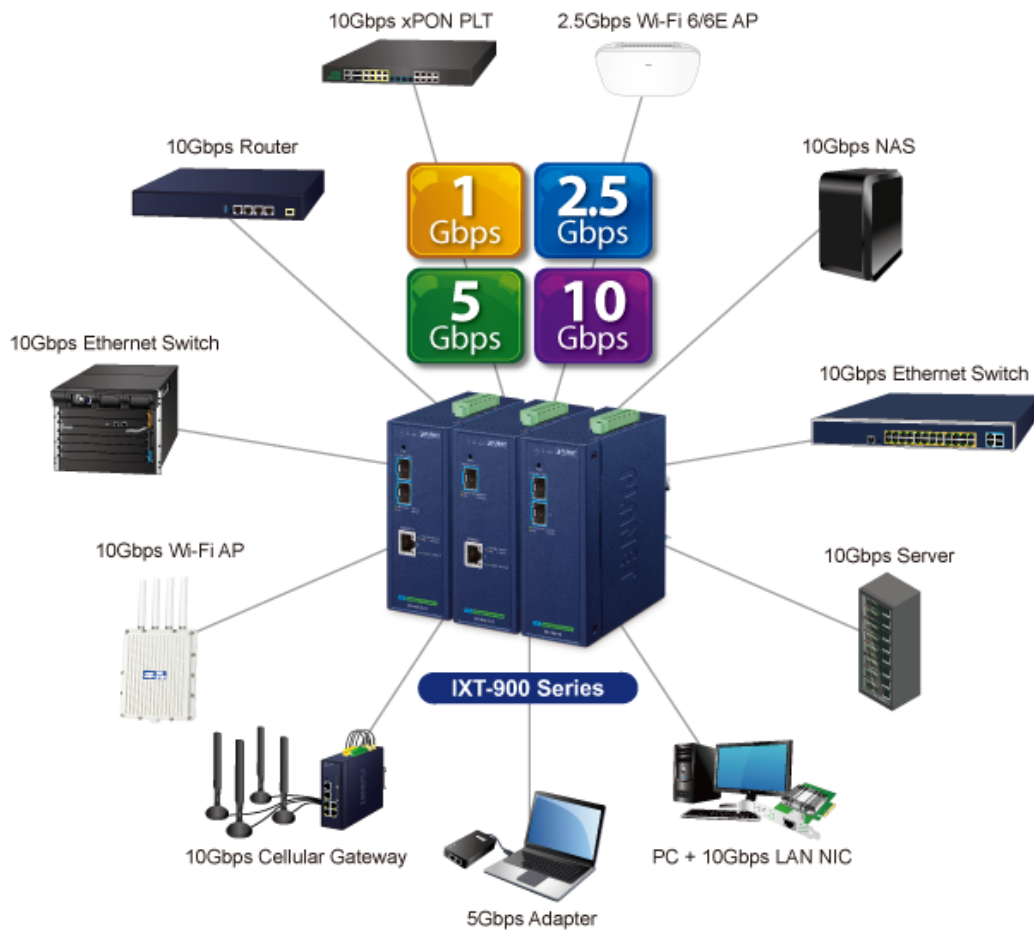 10Gbps xPON PLT
2.5Gbps Wi-Fi 6/6E AP
10Gbps Router
10Gbps NAS
1
Gbps
2.5
Gbps
5
Gbps
10
Gbps
10Gbps Ethernet Switch
10Gbps Ethernet Switch
PLANET
10Gbps Wi-Fi AP
10Gbps Server
IXT-900 Series
10Gbps Cellular Gateway
PC + 10Gbps LAN NIC
5Gbps Adapter